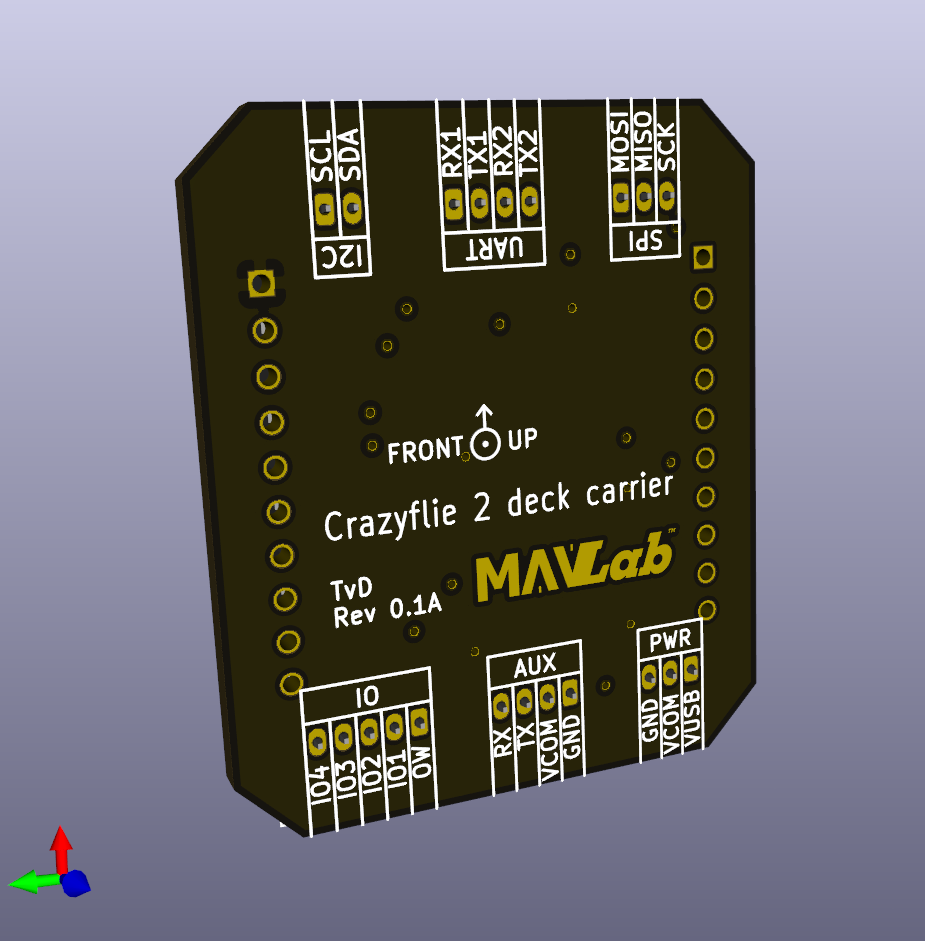 SCL
SDA
I2C
RX1
TX1
RX2
TX2
UART
MOSI
MISO
SCK
SPI
FRONT UP
Crazyflie 2 deck carrier
MAVLab™
TvD
Rev 0.1A
IO
IO4
IO3
IO2
IO1
OW
AUX
RX
TX
VCOM
GND
PWR
GND
VCOM
VUSB